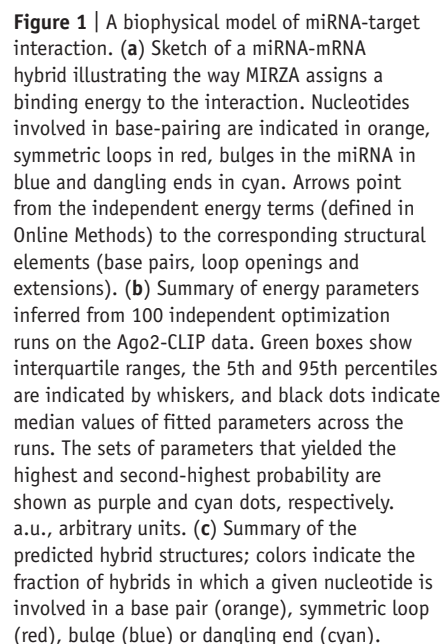 Figure 1 | A biophysical model of miRNA-target
interaction. (a) Sketch of a miRNA-mRNA
hybrid illustrating the way MIRZA assigns a
binding energy to the interaction. Nucleotides
involved in base-pairing are indicated in orange,
symmetric loops in red, bulges in the miRNA in
blue and dangling ends in cyan. Arrows point
from the independent energy terms (defined in
Online Methods) to the corresponding structural
elements (base pairs, loop openings and
extensions). (b) Summary of energy parameters
inferred from 100 independent optimization
runs on the Ago2-CLIP data. Green boxes show
interquartile ranges, the 5th and 95th percentiles
are indicated by whiskers, and black dots indicate
median values of fitted parameters across the
runs. The sets of parameters that yielded the
highest and second-highest probability are
shown as purple and cyan dots, respectively.
a.u., arbitrary units. (c) Summary of the
predicted hybrid structures; colors indicate the
fraction of hybrids in which a given nucleotide is
involved in a base pair (orange), symmetric loop
(red), bulge (blue) or dangling end (cyan).